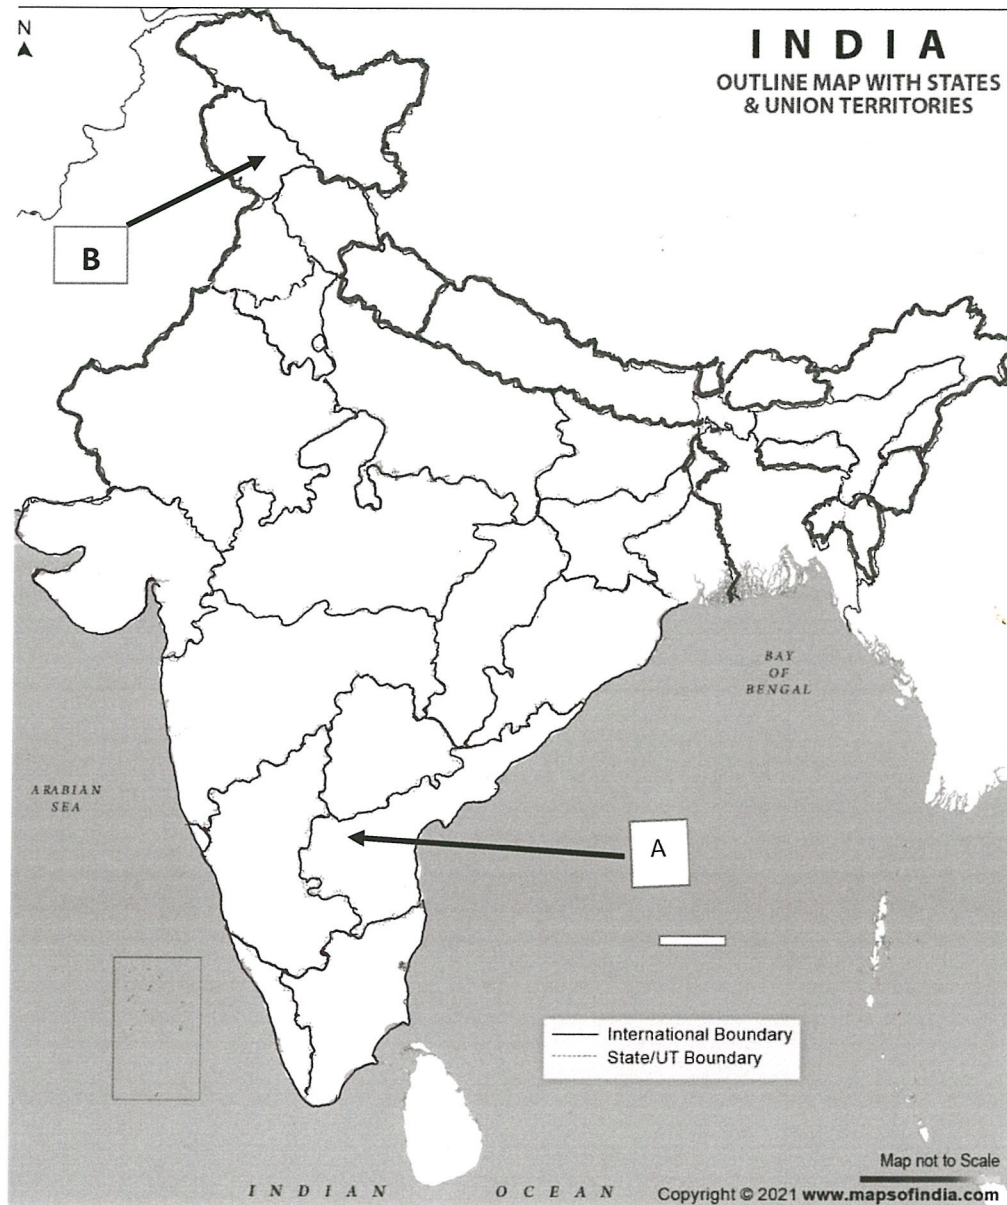 N
INDIA
OUTLINE MAP WITH STATES
& UNION TERRITORIES
B
BAY
OF
BENGAL
ARABIAN
SEA
A
International Boundary
State/UT Boundary
Map not to Scale
INDIAN OCEAN
Copyright © 2021 www.mapsofindia.com